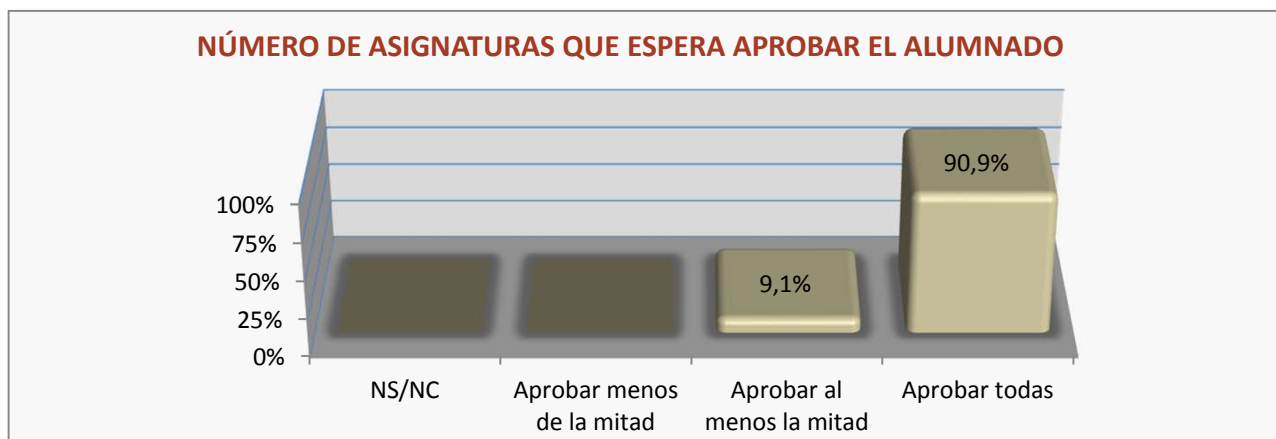 NÚMERO DE ASIGNATURAS QUE ESPERA APROBAR EL ALUMNADO
100%
75%
50%
25%
0%
9,1%
90,9%
NS/NC
Aprobar menos
de la mitad
Aprobar al
menos la mitad
Aprobar todas